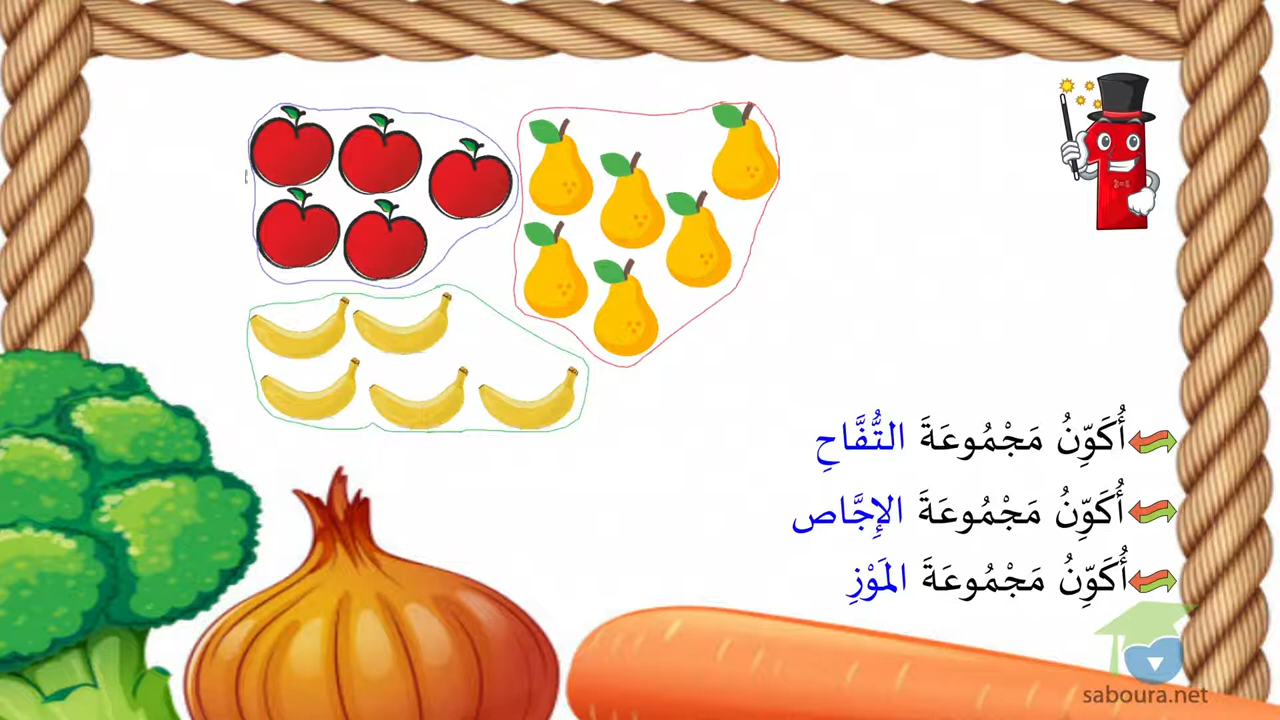 أُكَوِّنُ مَجْمُوعَةَ التُّفَّاحِ
أُكَوِّنُ مَجْمُوعَةَ الإِجَّاص
أُكَوِّنُ مَجْمُوعَةَ المَوْزِ
saboura.net